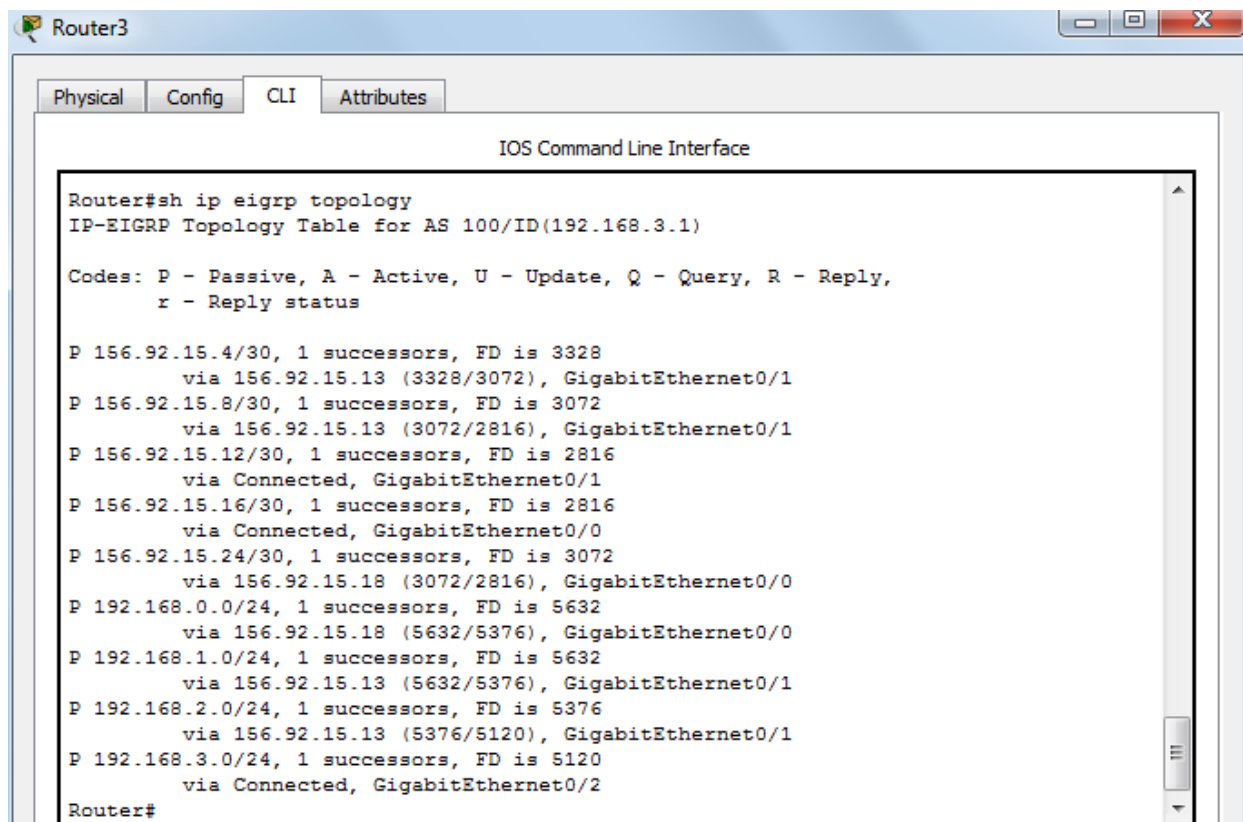 Router3
Physical Config CLI Attributes
IOS Command Line Interface
Router#sh ip eigrp topology
IP-EIGRP Topology Table for AS 100/ID(192.168.3.1)
Codes: P - Passive, A - Active, U - Update, Q - Query, R - Reply,
r - Reply status
P 156.92.15.4/30, 1 successors, FD is 3328
via 156.92.15.13 (3328/3072), GigabitEthernet0/1
P 156.92.15.8/30, 1 successors, FD is 3072
via 156.92.15.13 (3072/2816), GigabitEthernet0/1
P 156.92.15.12/30, 1 successors, FD is 2816
via Connected, GigabitEthernet0/1
P 156.92.15.16/30, 1 successors, FD is 2816
via Connected, GigabitEthernet0/0
P 156.92.15.24/30, 1 successors, FD is 3072
via 156.92.15.18 (3072/2816), GigabitEthernet0/0
P 192.168.0.0/24, 1 successors, FD is 5632
via 156.92.15.18 (5632/5376), GigabitEthernet0/0
P 192.168.1.0/24, 1 successors, FD is 5632
via 156.92.15.13 (5632/5376), GigabitEthernet0/1
P 192.168.2.0/24, 1 successors, FD is 5376
via 156.92.15.13 (5376/5120), GigabitEthernet0/1
P 192.168.3.0/24, 1 successors, FD is 5120
via Connected, GigabitEthernet0/2
Router#